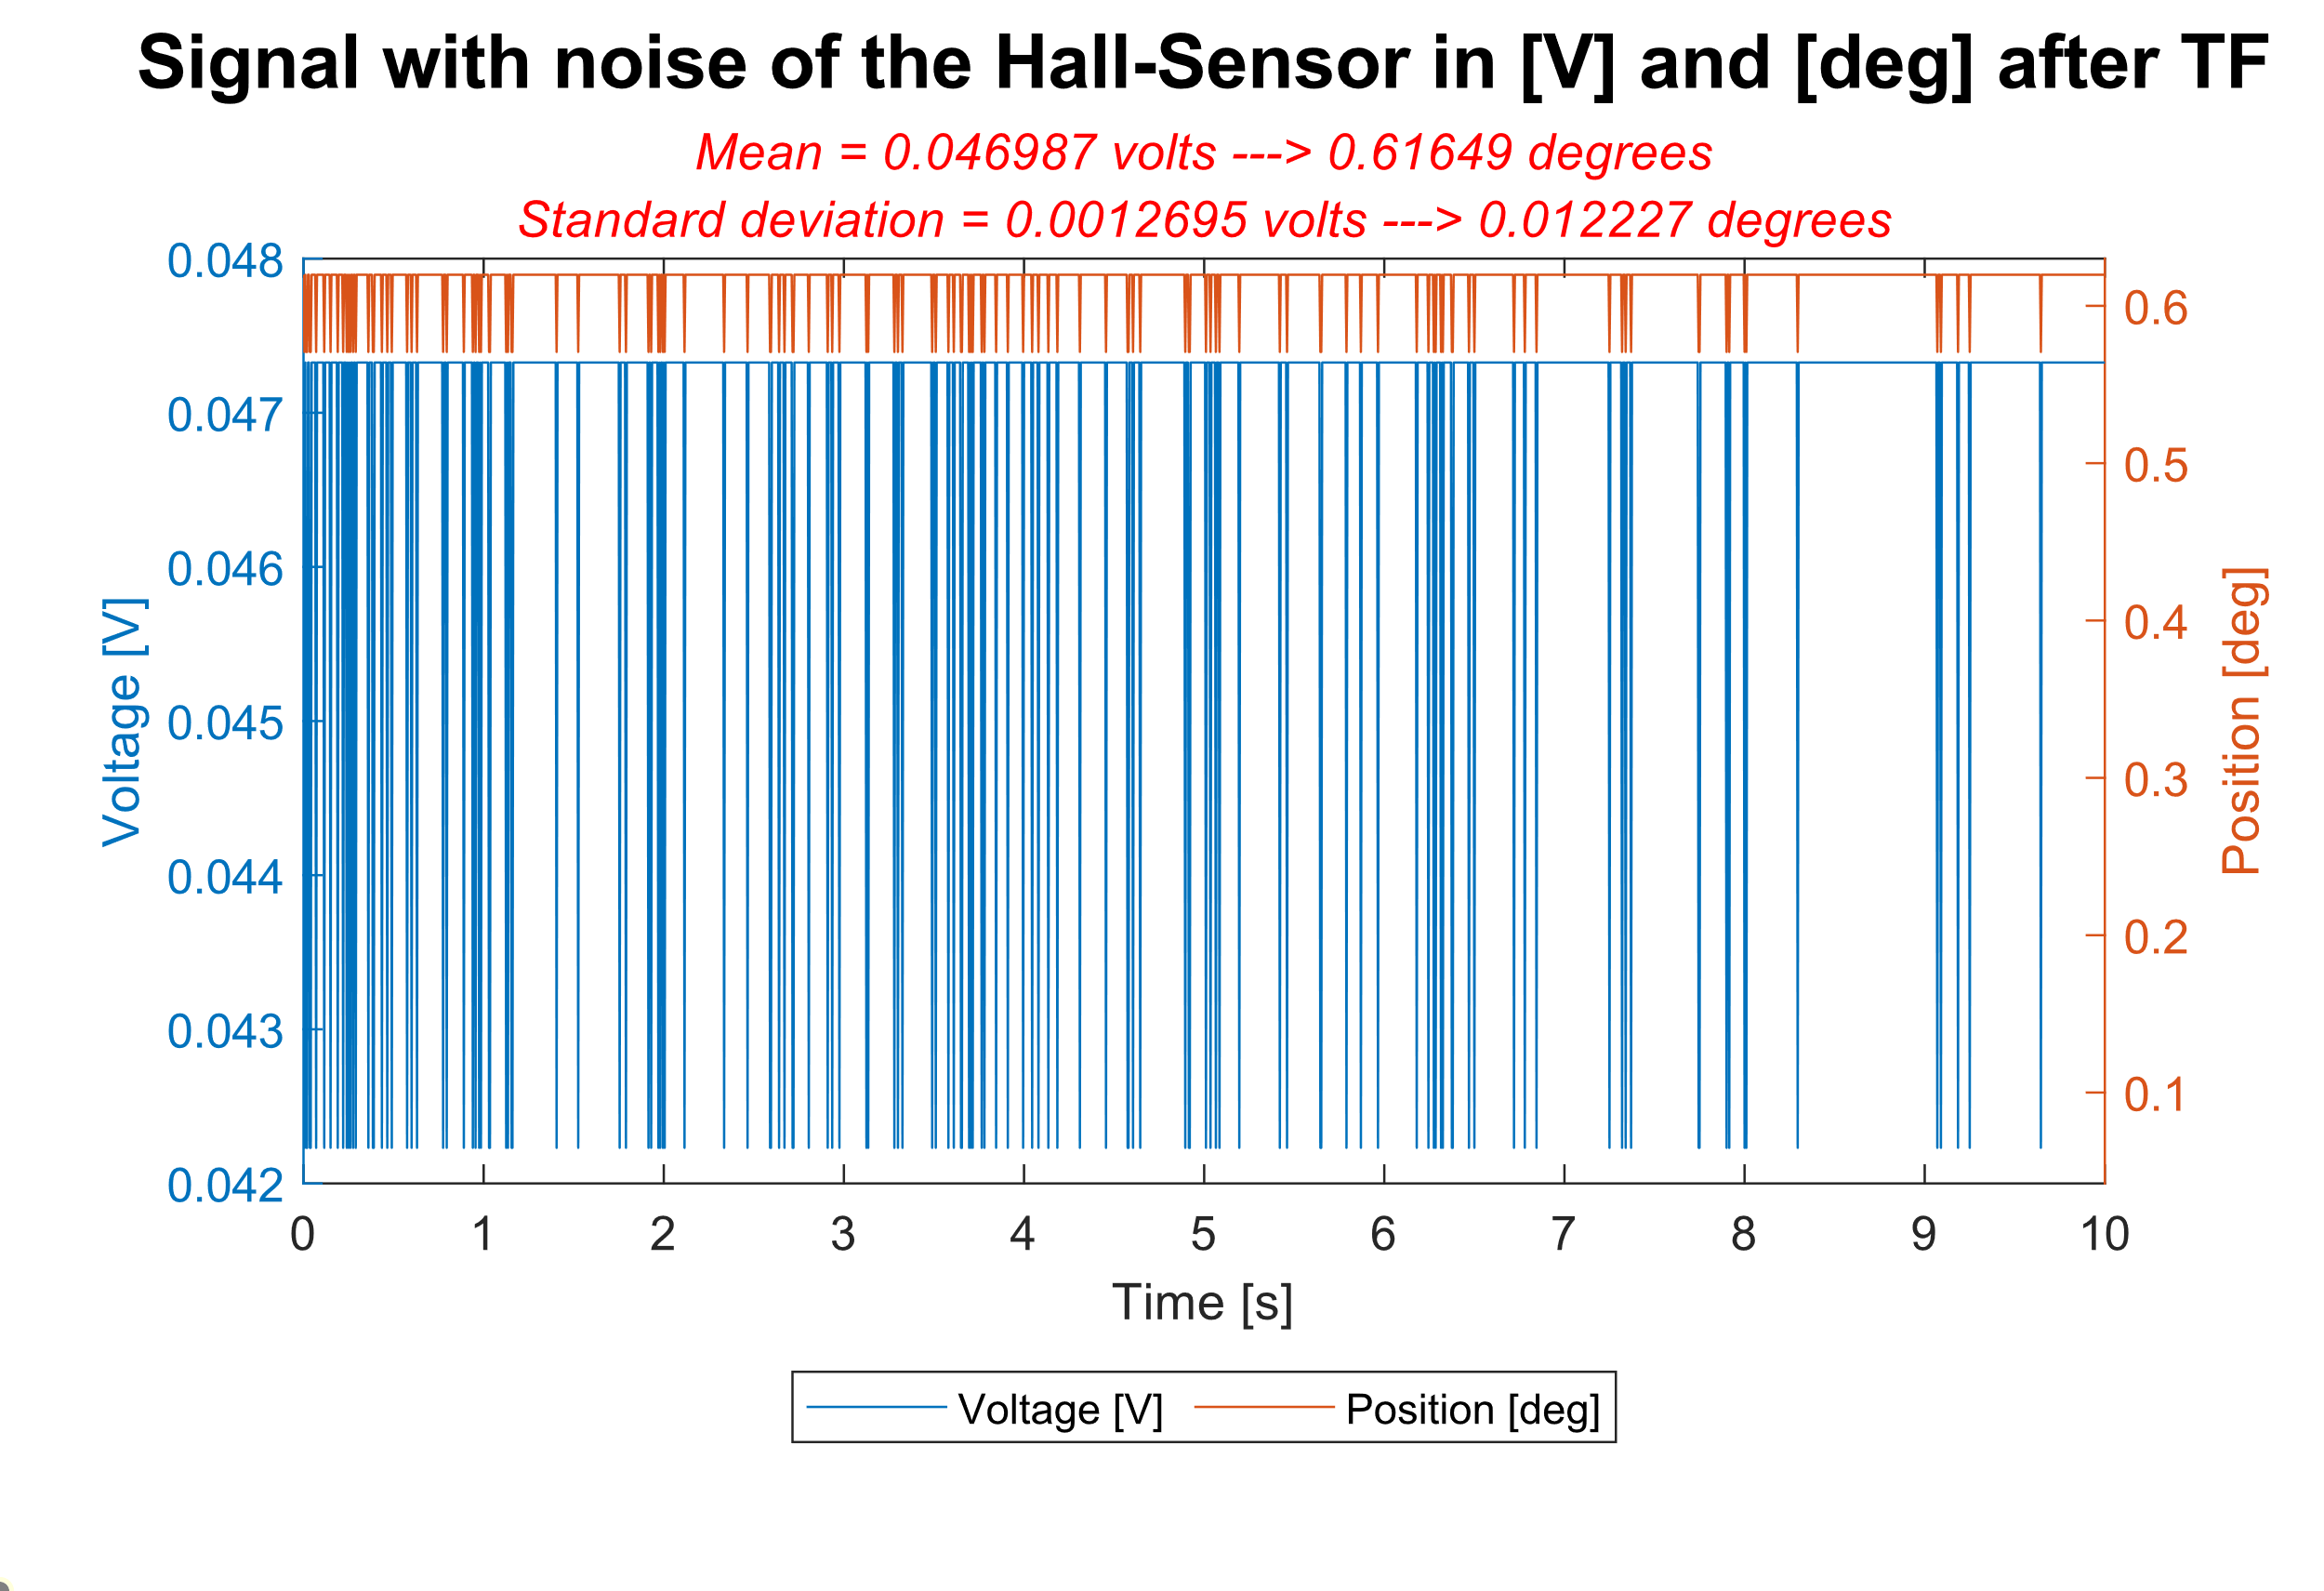 Signal with noise of the Hall-Sensor in [V] and [deg] after TF
Mean = 0.046987 volts ---> 0.61649 degrees
Standard deviation = 0.0012695 volts ---> 0.012227 degrees
0.048
0.047
0.046
0.045
0.044
0.043
0.042
Voltage [V]
0.6
0.5
0.4
0.3
0.2
0.1
Position [deg]
0 1 2 3 4 5 6 7 8 9 10
Time [s]
Voltage [V] Position [deg]